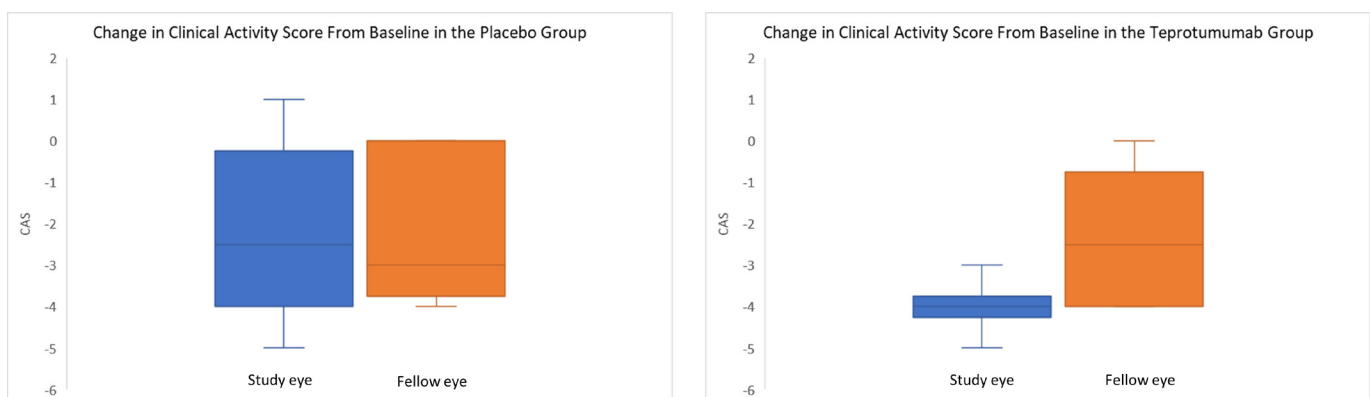 Change in Clinical Activity Score From Baseline in the Placebo Group
2
1
0
-1
-2
-3
-4
-5
-6
CAS
Study eye
Fellow eye
Change in Clinical Activity Score From Baseline in the Teprotumumab Group
2
1
0
-1
-2
-3
-4
-5
-6
CAS
Study eye
Fellow eye